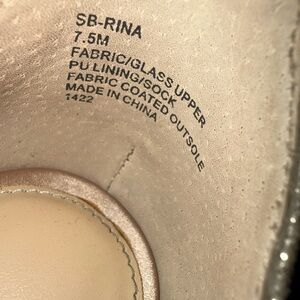 SB-RINA
7.5M
FABRIC/GLASS UPPER
PU LINING/SOCK
FABRIC COATED OUTSOLE
MADE IN CHINA
1422